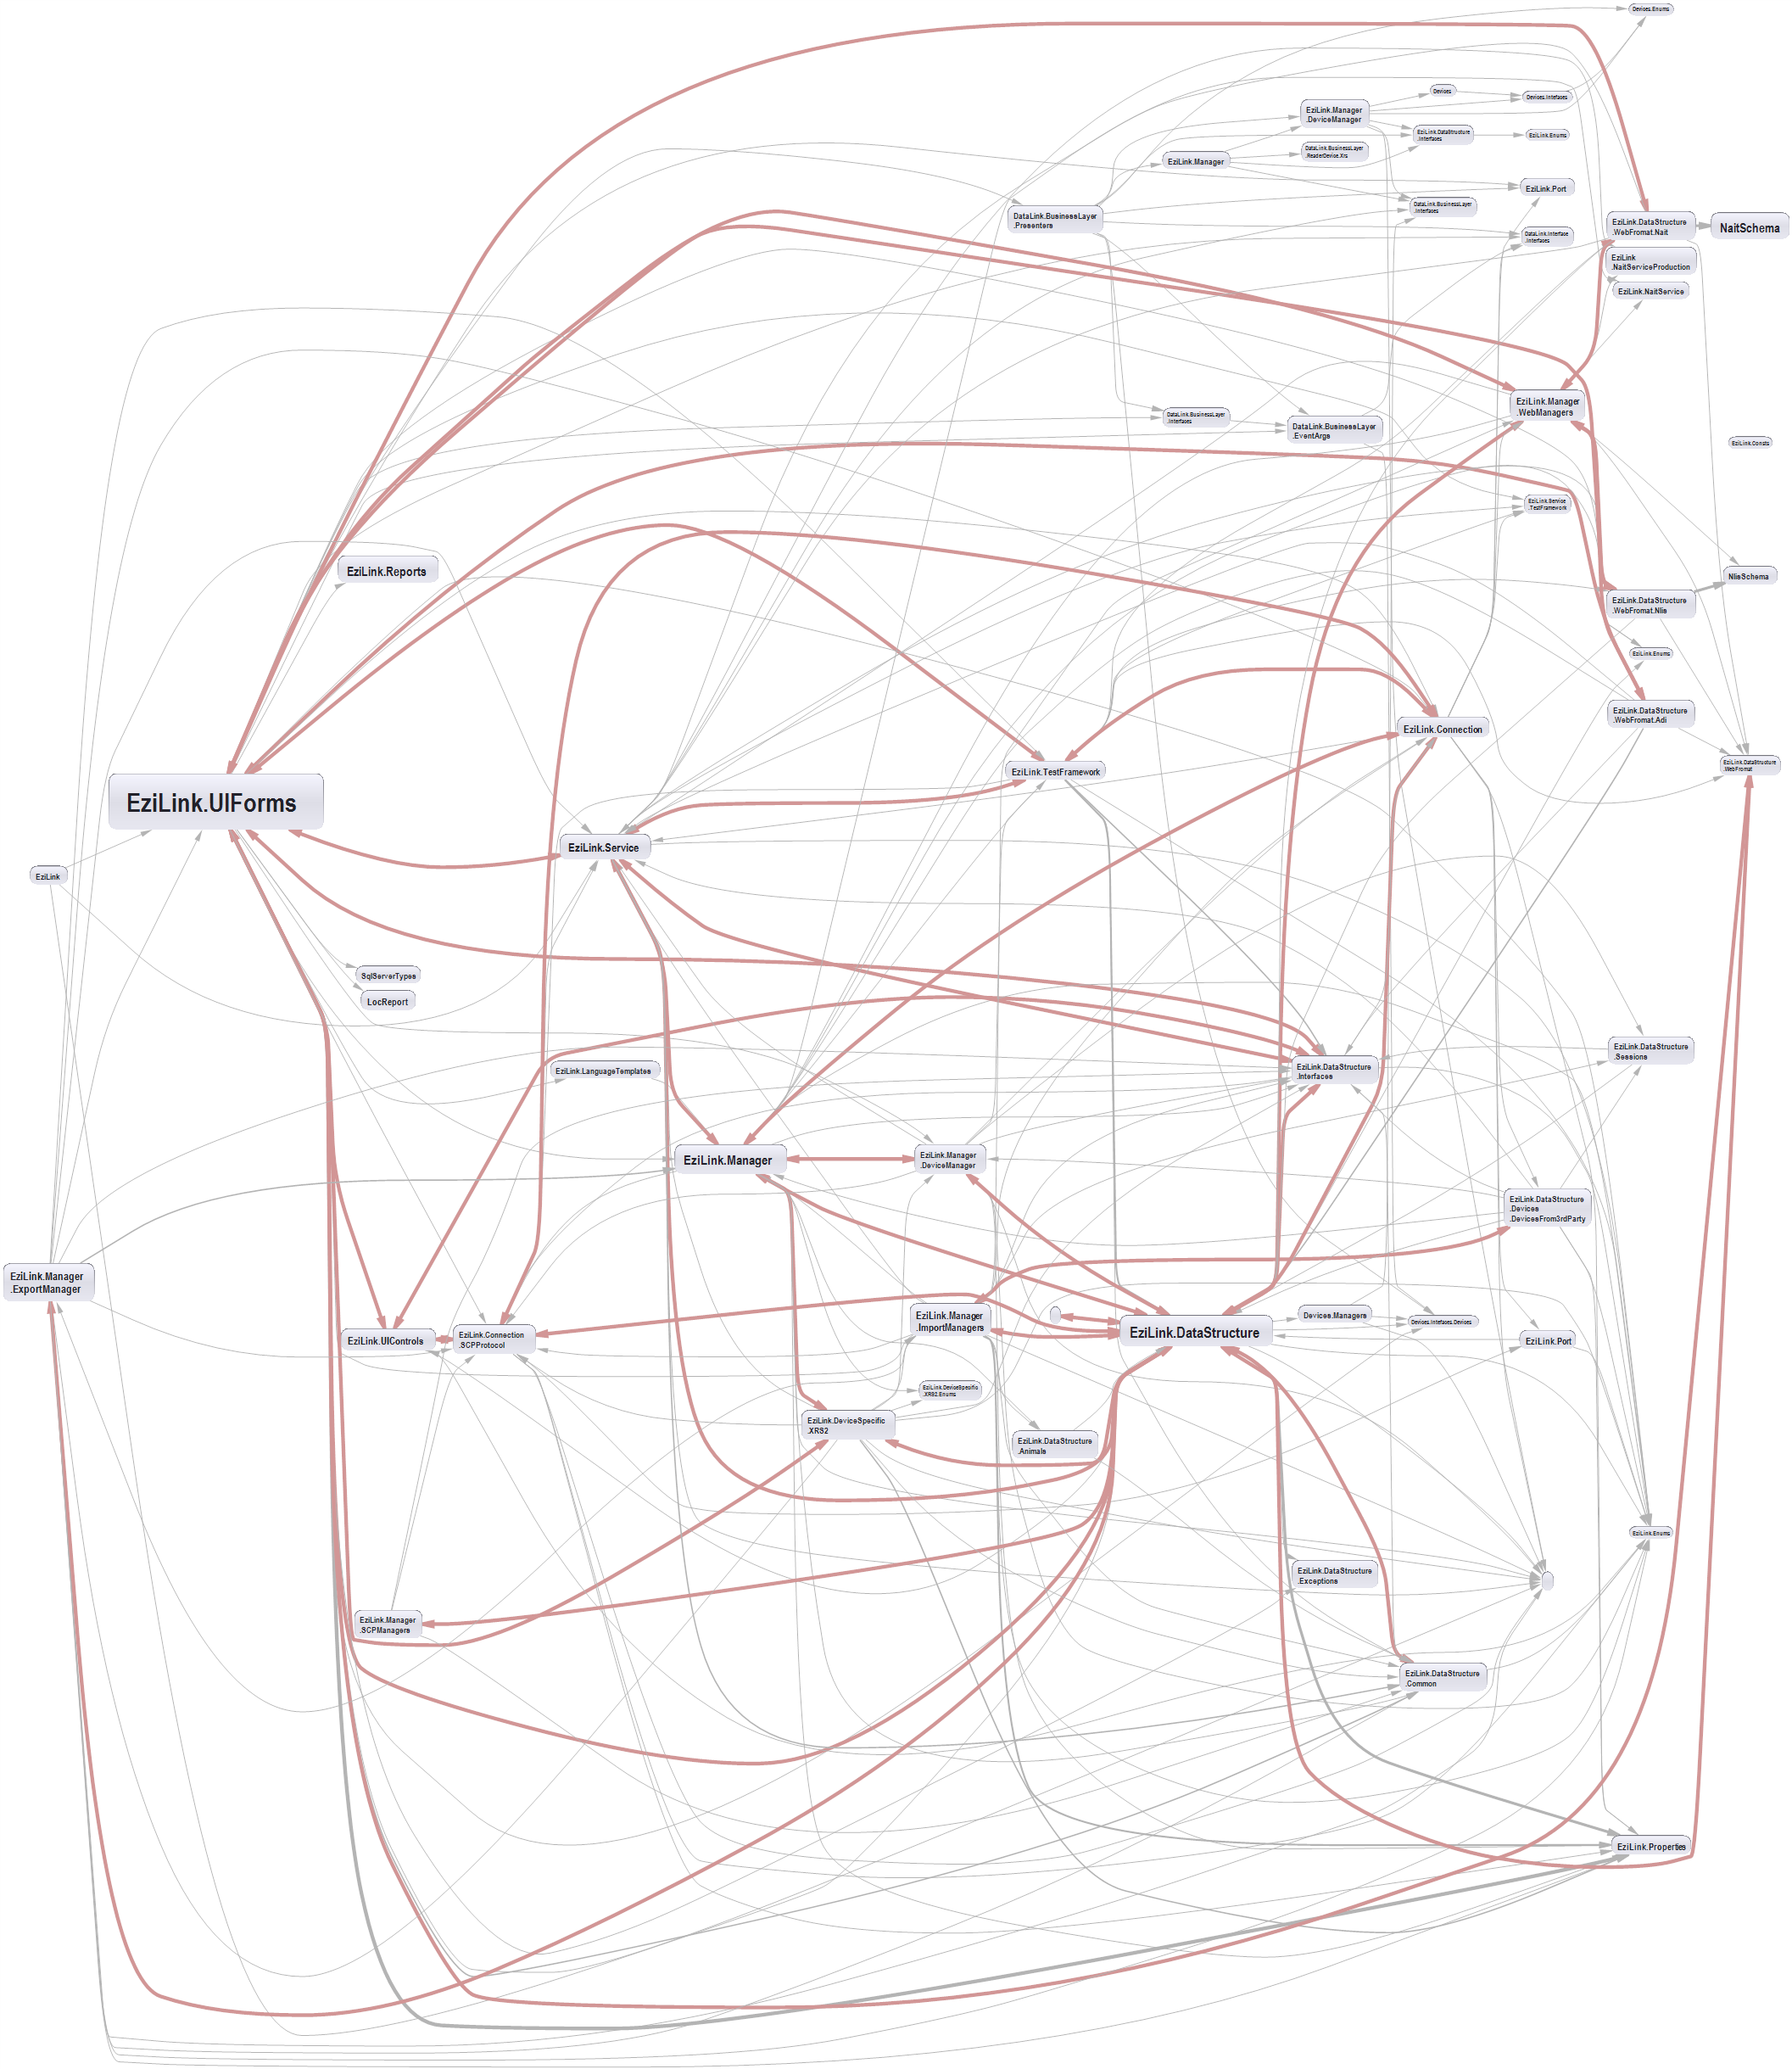 Devices.Enums
Devices
Devices.Intefases
EziLink.Manager
.DeviceManager
EziLink.DataStructure
.Interfaces
EziLink.Enums
DataLink.BusinessLayer
.ReaderDevice.Xrs
EziLink.Manager
EziLink.Port
DataLink.BusinessLayer
.Interfaces
DataLink.BusinessLayer
.Presenters
EziLink.DataStructure
.WebFromat.Nait
NaitSchema
DataLink.Interface
.Interfaces
EziLink
.NaitServiceProduction
EziLink.NaitService
EziLink.Manager
.WebManagers
DataLink.BusinessLayer
.Interfaces
DataLink.BusinessLayer
.EventArgs
EziLink.Consts
EziLink.Service
.TestFramework
EziLink.Reports
NlisSchema
EziLink.DataStructure
.WebFromat.Nlis
EziLink.Enums
EziLink.DataStructure
.WebFromat.Adi
EziLink.Connection
EziLink.DataStructure
.WebFromat
EziLink.TestFramework
EziLink.UIForms
EziLink.Service
EziLink
SqlServerTypes
LocReport
EziLink.DataStructure
.Sessions
EziLink.LanguageTemplates
EziLink.DataStructure
.Interfaces
EziLink.Manager
EziLink.Manager
.DeviceManager
EziLink.DataStructure
.Devices
.DevicesFrom3rdParty
EziLink.Manager
.ExportManager
EziLink.Manager
.ImportManagers
Devices.Managers
Devices.Intefases.Devices
EziLink.UIControls
EziLink.Connection
.SCPProtocol
EziLink.DataStructure
EziLink.Port
EziLink.DeviceSpesific
.XRS2.Enums
EziLink.DeviceSpecific
.XRS2
EziLink.DataStructure
.Animals
EziLink.Enums
EziLink.DataStructure
.Exceptions
EziLink.Manager
.SCPManagers
EziLink.DataStructure
.Common
EziLink.Properties